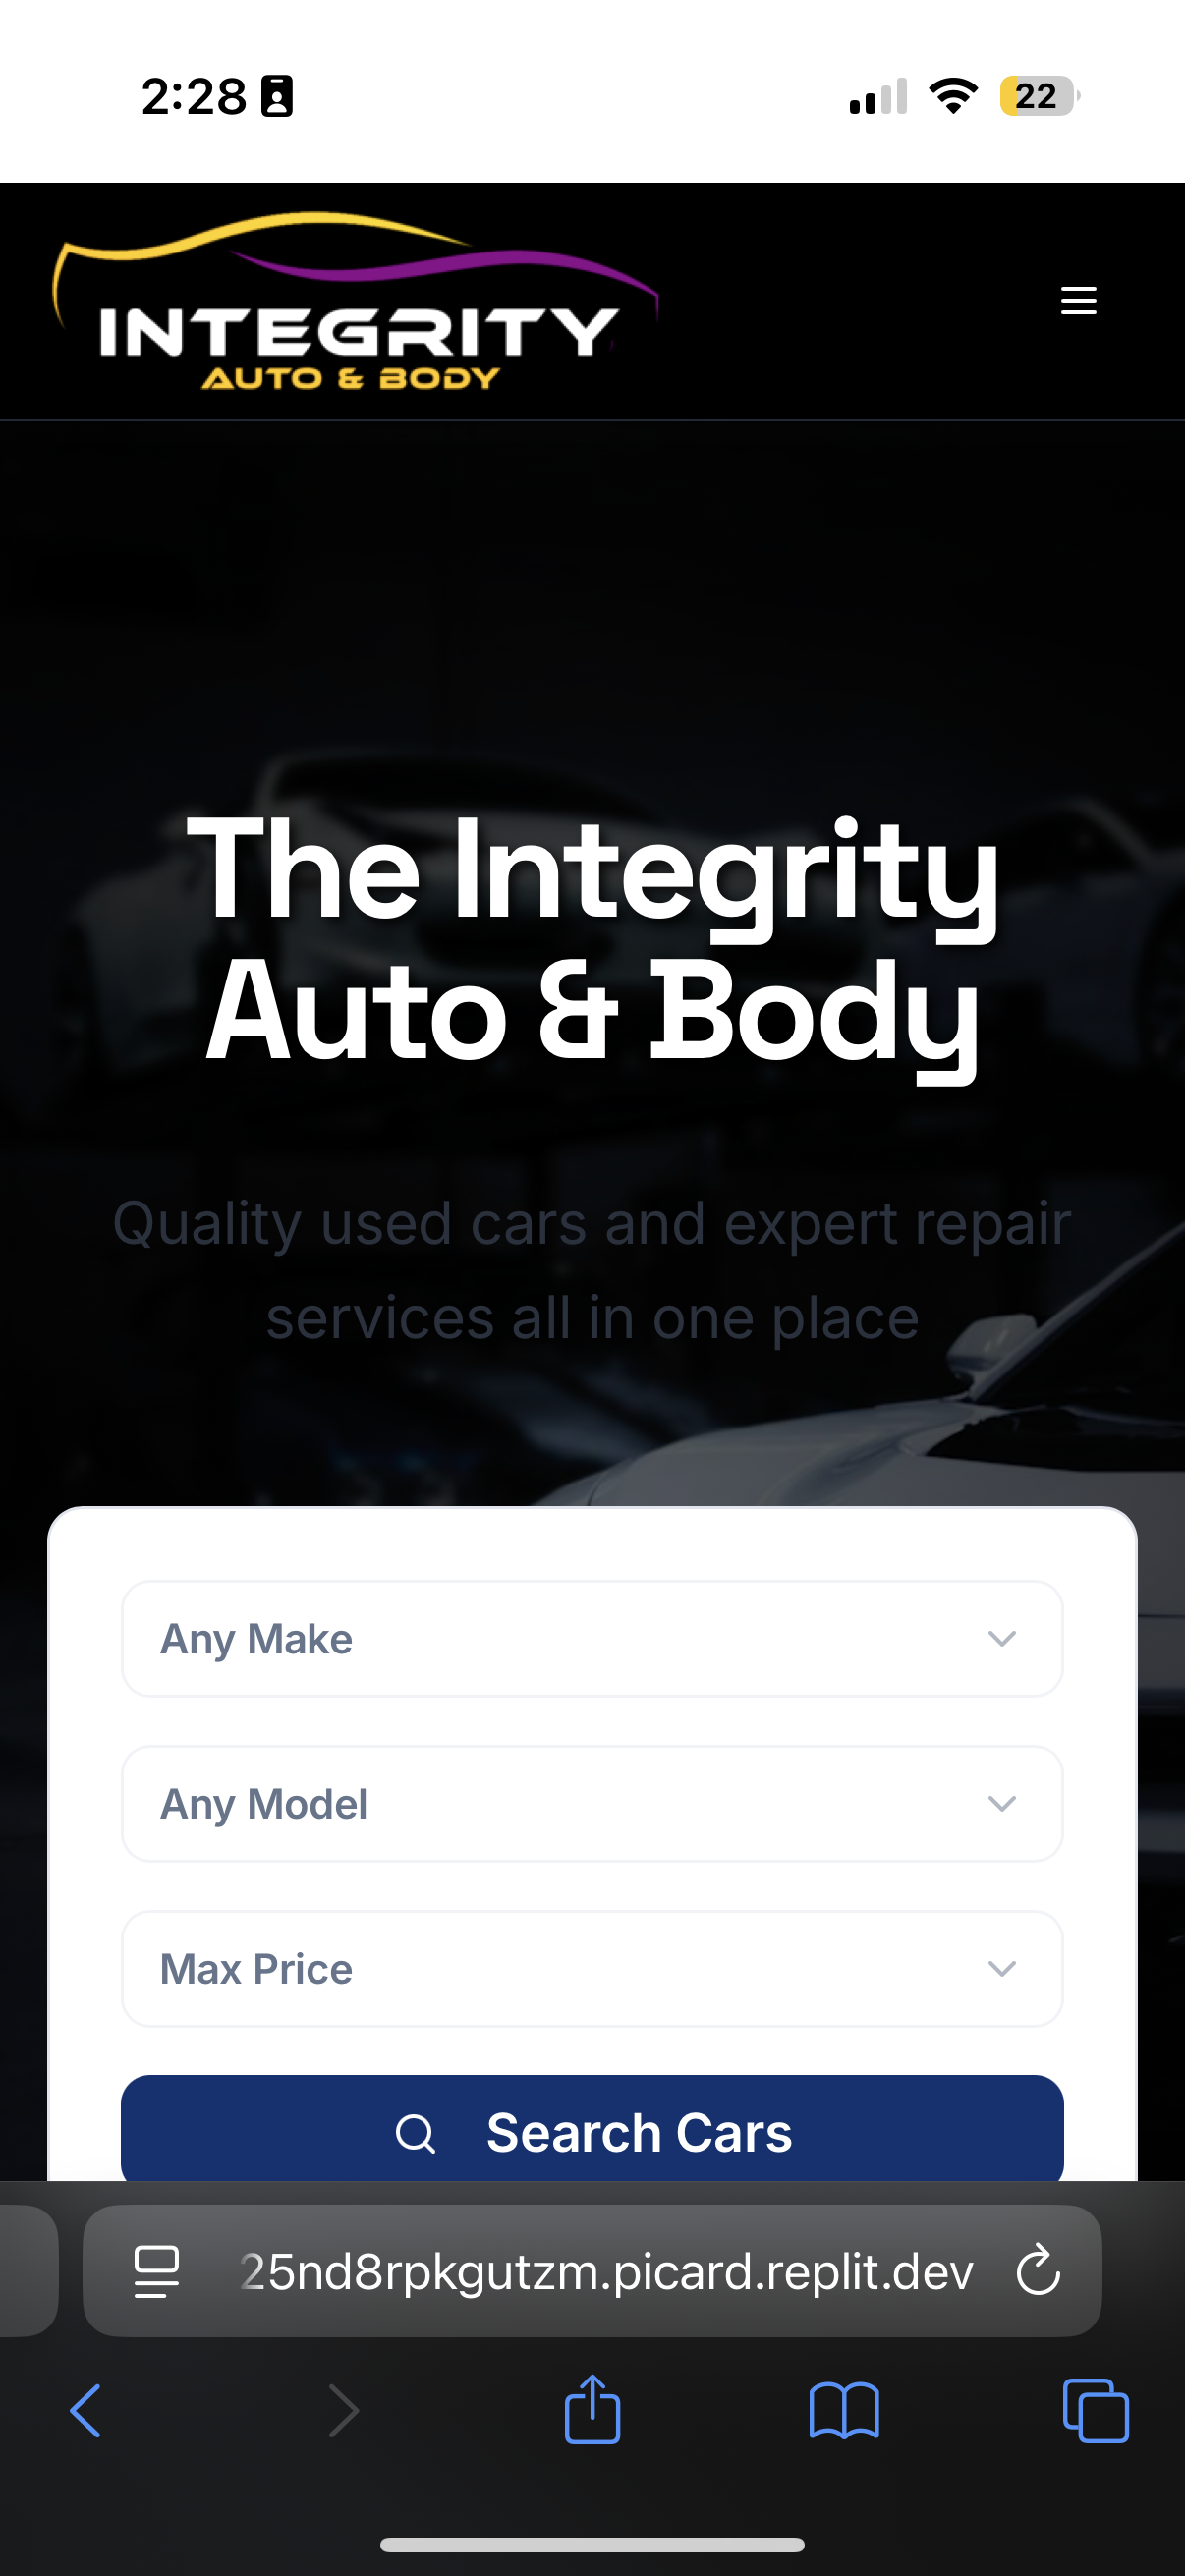 2:28
22
INTEGRITY
AUTO & BODY
The Integrity
Auto & Body
Quality used cars and expert repair
services all in one place
Any Make
Any Model
Max Price
Search Cars
25nd8rpkgutzm.picard.replit.dev